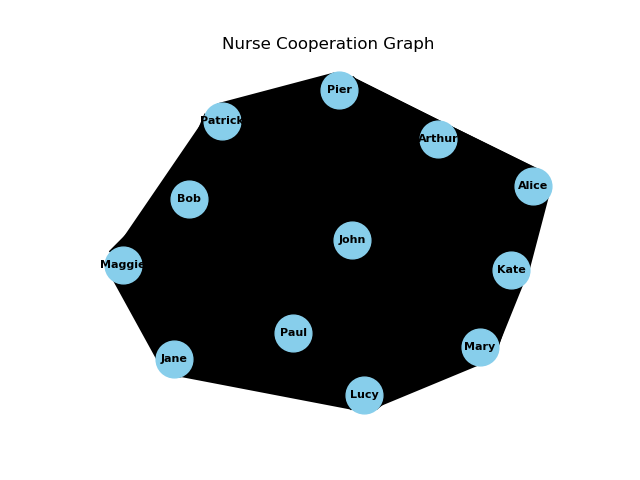 Nurse Cooperation Graph
Pier
Patrick
Arthur
Alice
Bob
John
Maggie
Kate
Paul
Mary
Jane
Lucy